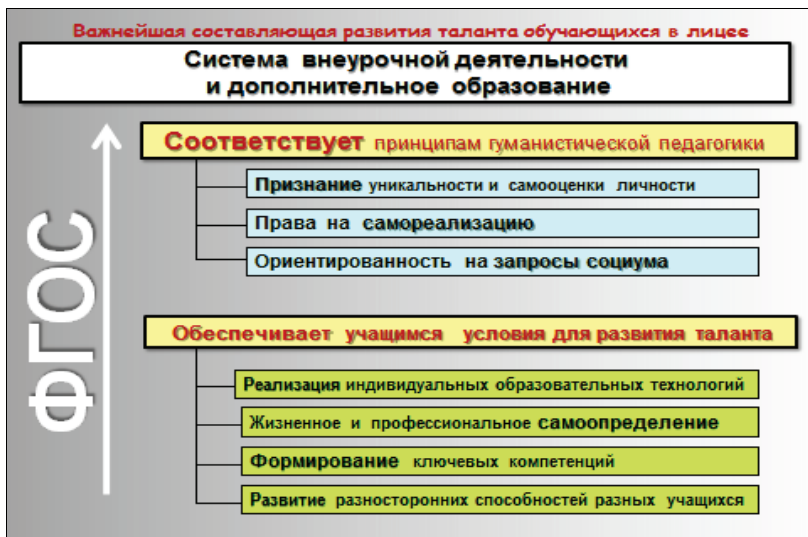 Важнейшая составляющая развития таланта обучающихся в лицее
Система внеурочной деятельности
и дополнительное образование
Соответствует принципам гуманистической педагогики
Признание уникальности и самооценки личности
Права на самореализацию
Ориентированность на запросы социума
ФГОС
Обеспечивает учащимся условия для развития таланта
Реализация индивидуальных образовательных технологий
Жизненное и профессиональное самоопределение
Формирование ключевых компетенций
Развитие разносторонних способностей разных учащихся